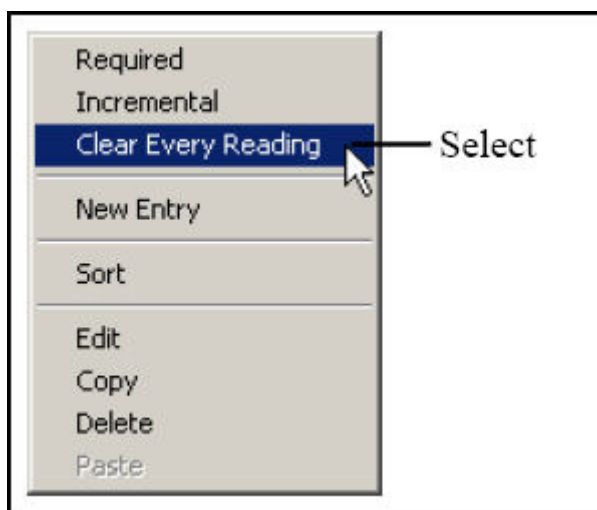 Required
Incremental
Clear Every Reading
Select
New Entry
Sort
Edit
Copy
Delete
Paste